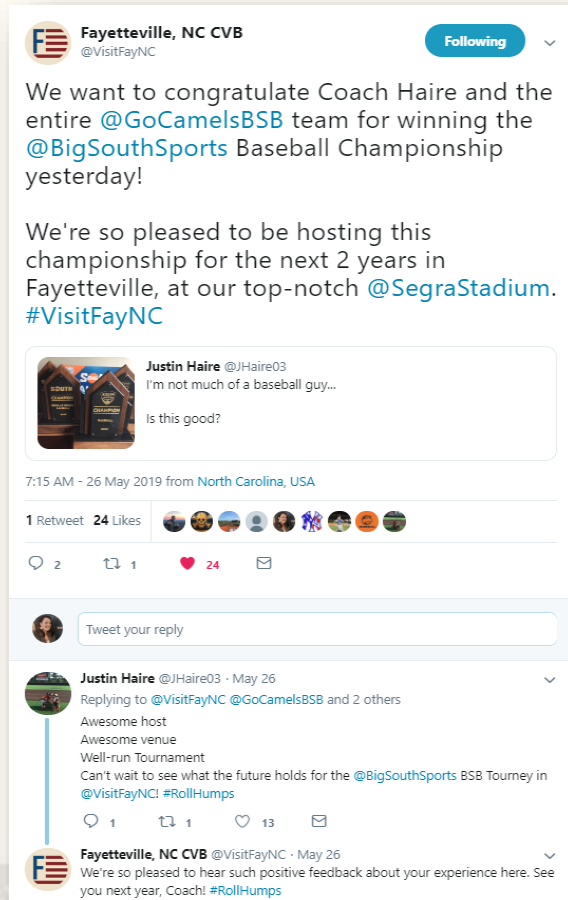 Fayetteville, NC CVB
@VisitFayNC
Following
We want to congratulate Coach Haire and the
entire @GoCamelsBSB team for winning the
@BigSouthSports Baseball Championship
yesterday!
We're so pleased to be hosting this
championship for the next 2 years in
Fayetteville, at our top-notch @SegraStadium.
#VisitFayNC
Justin Haire @JHaire03
I'm not much of a baseball guy...
Is this good?
SOUTH
CHAMPION
CHAMPION
7:15 AM - 26 May 2019 from North Carolina, USA
1 Retweet 24 Likes
2 1 24
Tweet your reply
Justin Haire @JHaire03 · May 26
Replying to @VisitFayNC @GoCamelsBSB and 2 others
Awesome host
Awesome venue
Well-run Tournament
Can't wait to see what the future holds for the @BigSouthSports BSB Tourney in
@VisitFayNC! #RollHumps
1 1 13
Fayetteville, NC CVB @VisitFayNC · May 26
We're so pleased to hear such positive feedback about your experience here. See
you next year, Coach! #RollHumps